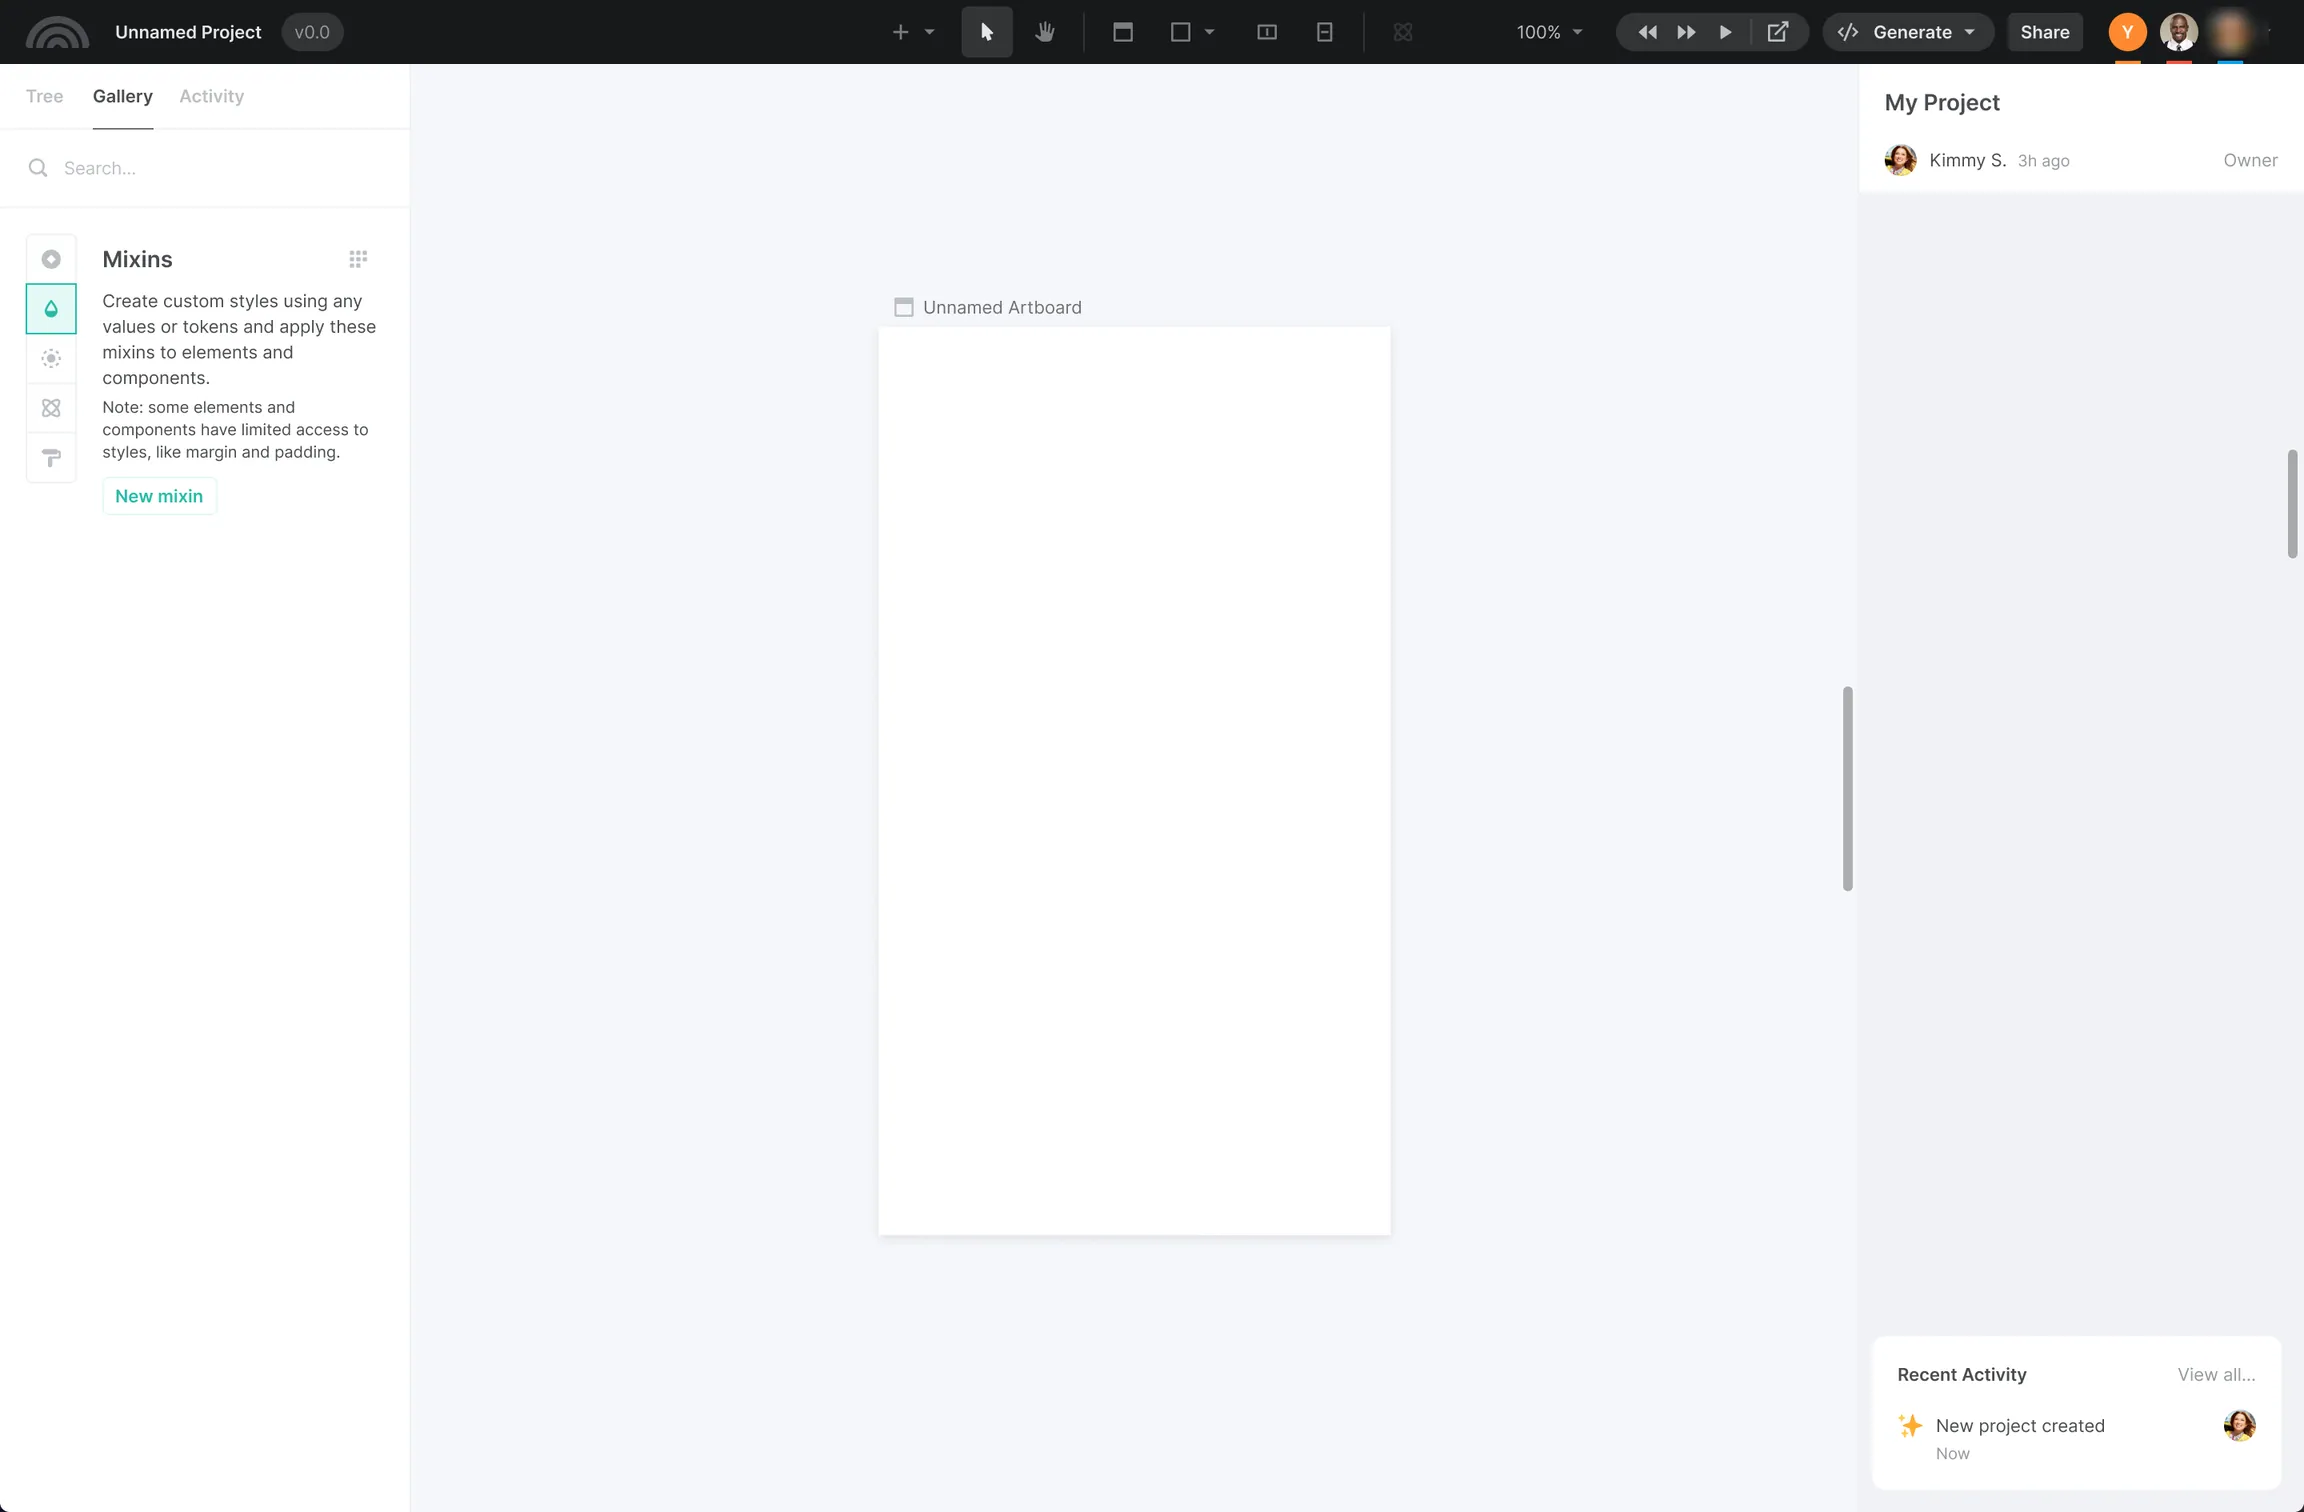 Unnamed Project v0.0 100% Generate Share Y
Tree Gallery Activity
Search...
Mixins
Create custom styles using any
values or tokens and apply these
mixins to elements and
components.
Note: some elements and
components have limited access to
styles, like margin and padding.
New mixin
Unnamed Artboard
My Project
Kimmy S. 3h ago Owner
Recent Activity View all...
New project created
Now